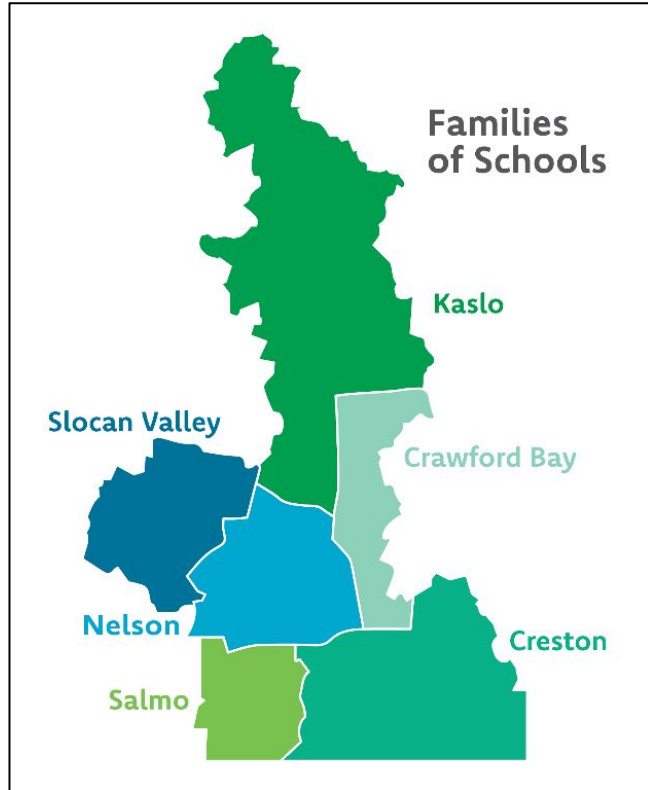 Families
of Schools
Kaslo
Slocan Valley
Crawford Bay
Nelson
Creston
Salmo